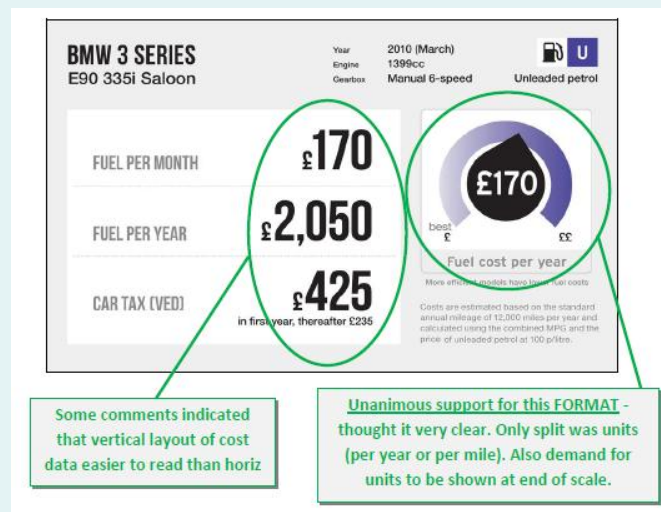 BMW 3 SERIES
E90 335i Saloon
Year 2010 (March)
Engine 1399cc
Gearbox Manual 6-speed
U
Unleaded petrol
FUEL PER MONTH £170
FUEL PER YEAR £2,050
CAR TAX (VED) £425
in first year, thereafter £235
£170
best
£ ££
Fuel cost per year
More efficient models have lower fuel costs
Costs are estimated based on the standard
annual mileage of 12,000 miles per year and
calculated using the combined MPG and the
price of unleaded petrol at 100 p/litre.
Some comments indicated
that vertical layout of cost
data easier to read than horiz
Unanimous support for this FORMAT -
thought it very clear. Only split was units
(per year or per mile). Also demand for
units to be shown at end of scale.